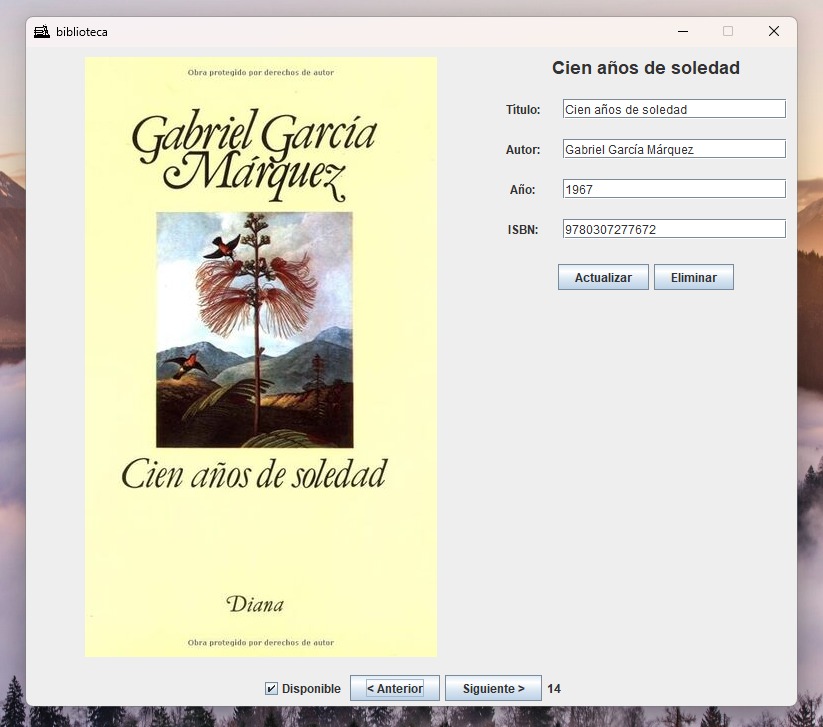 biblioteca
Obra protegido por derechos de autor
Gabriel García
Márquez
Cien años de soledad
Diana
Obra protegido por derechos de autor
Cien años de soledad
Titulo: Cien años de soledad
Autor: Gabriel García Márquez
Año: 1967
ISBN: 9780307277672
Actualizar Eliminar
Disponible < Anterior Siguiente > 14